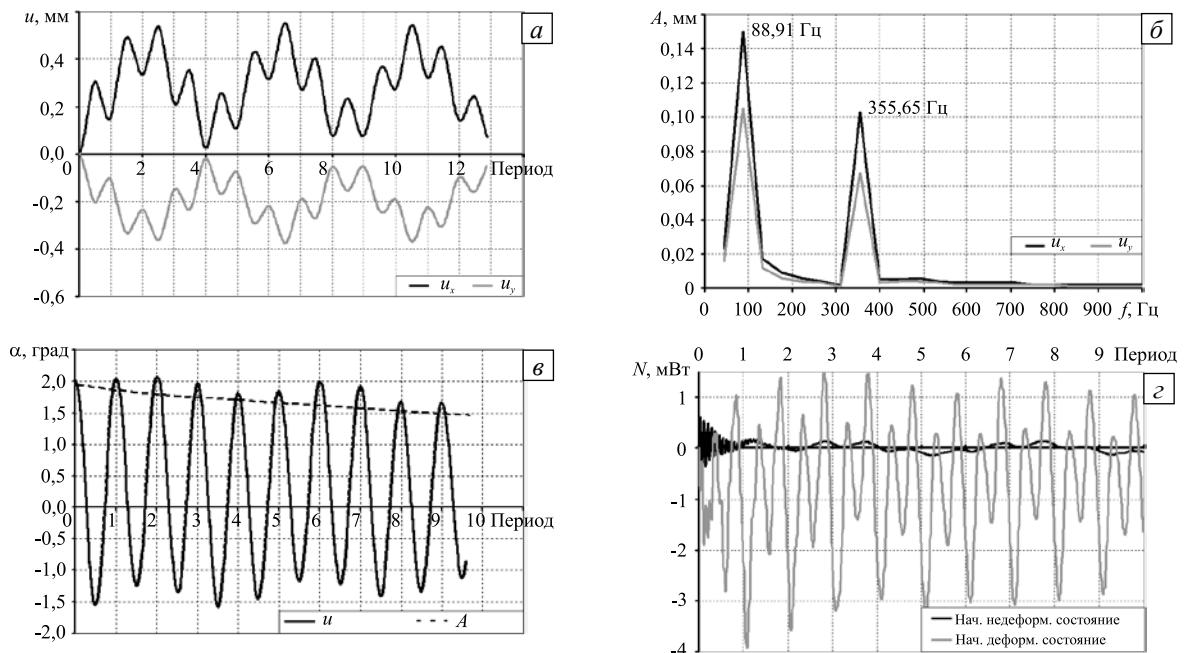 u, мм
а
0,4
0,2
0,0
0 2 4 6 8 10 12 Период
-0,2
-0,4
-0,6
u_x u_y
A, мм
б
0,14
0,12
0,10
0,08
0,06
0,04
0,02
0
88,91 Гц
355,65 Гц
u_x u_y
0 100 200 300 400 500 600 700 800 900 f, Гц
α, град
в
2,0
1,5
1,0
0,5
0,0
0 1 2 3 4 5 6 7 8 9 10 Период
-0,5
-1,0
-1,5
-2,0
u A
0 1 2 3 4 5 6 7 8 9 Период
N, мВт
г
1
0
-1
-2
-3
-4
Нач. недеформ. состояние
Нач. деформ. состояние